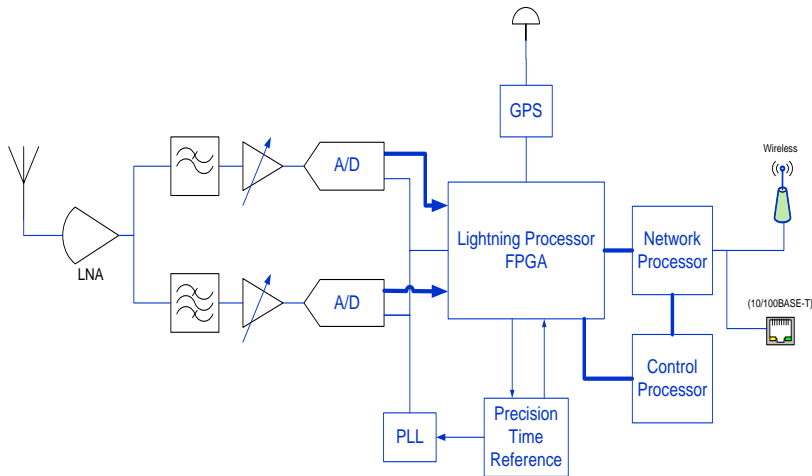 GPS
Wireless
A/D
LNA
Lightning Processor
FPGA
Network
Processor
A/D
(10/100BASE-T)
Control
Processor
PLL
Precision
Time
Reference